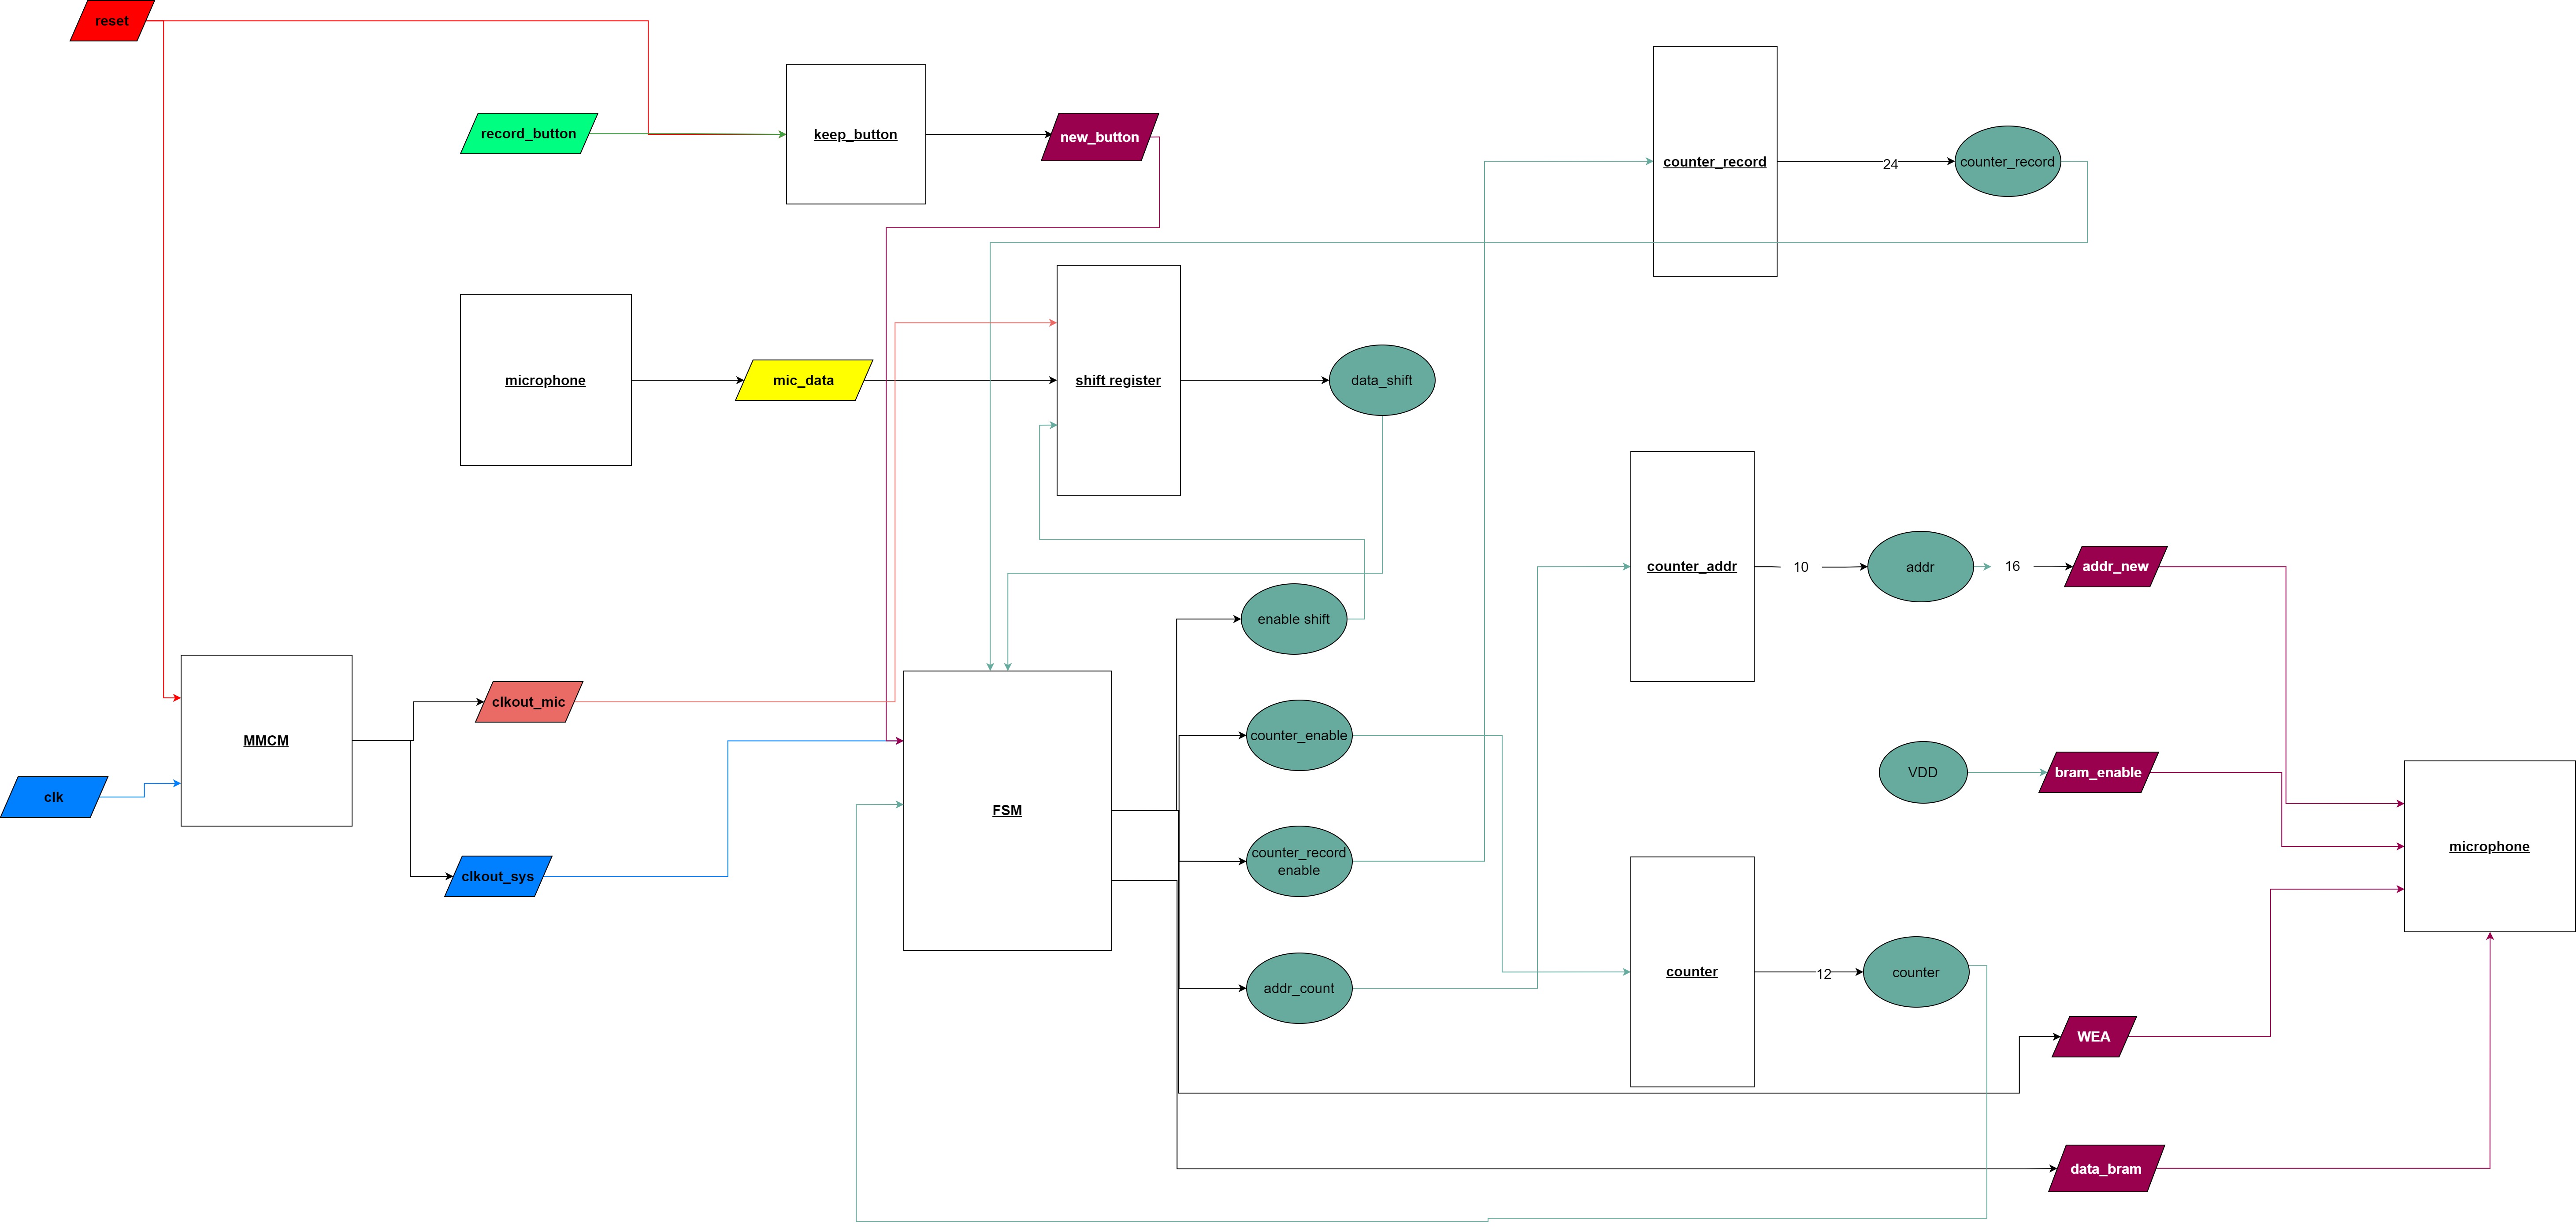 reset
record_button
keep_button
new_button
counter_record
24
counter_record
microphone
mic_data
shift register
data_shift
counter_addr
10
addr
16
addr_new
enable shift
MMCM
clkout_mic
clk
clkout_sys
FSM
counter_enable
counter_record
enable
addr_count
VDD
bram_enable
microphone
counter
12
counter
WEA
data_bram